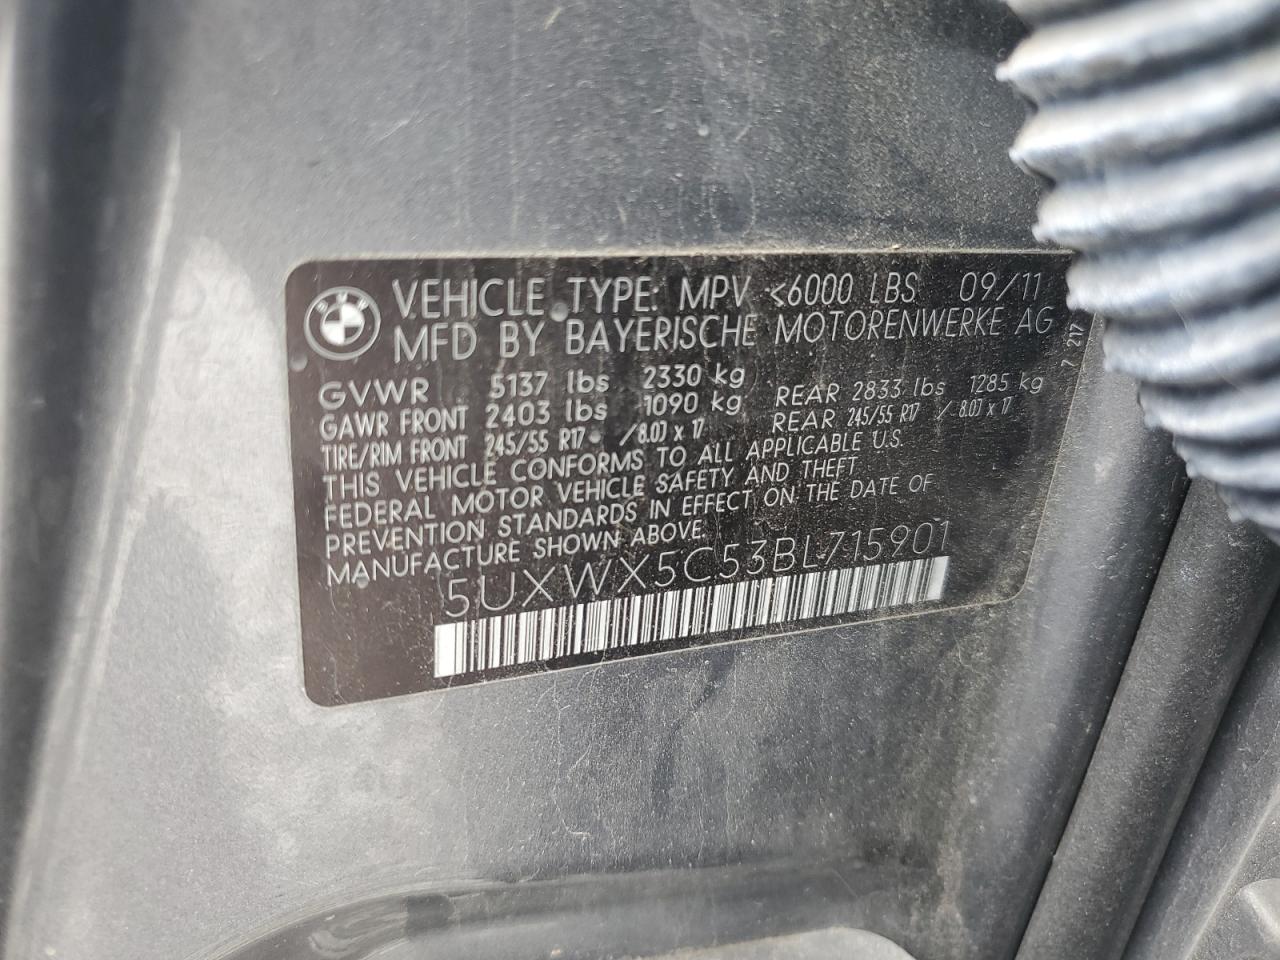 VEHICLE TYPE: MPV <6000 LBS 09/11
MFD BY BAYERISCHE MOTORENWERKE AG
GVWR 5137 lbs 2330 kg
GAWR FRONT 2403 lbs 1090 kg REAR 2833 lbs 1285 kg
TIRE/RIM FRONT 245/55 R17 /8.0J x 17 REAR 245/55 R17 /8.0J x 17
THIS VEHICLE CONFORMS TO ALL APPLICABLE U.S.
FEDERAL MOTOR VEHICLE SAFETY AND THEFT
PREVENTION STANDARDS IN EFFECT ON THE DATE OF
MANUFACTURE SHOWN ABOVE.
5UXWX5C53BL715901
7 217